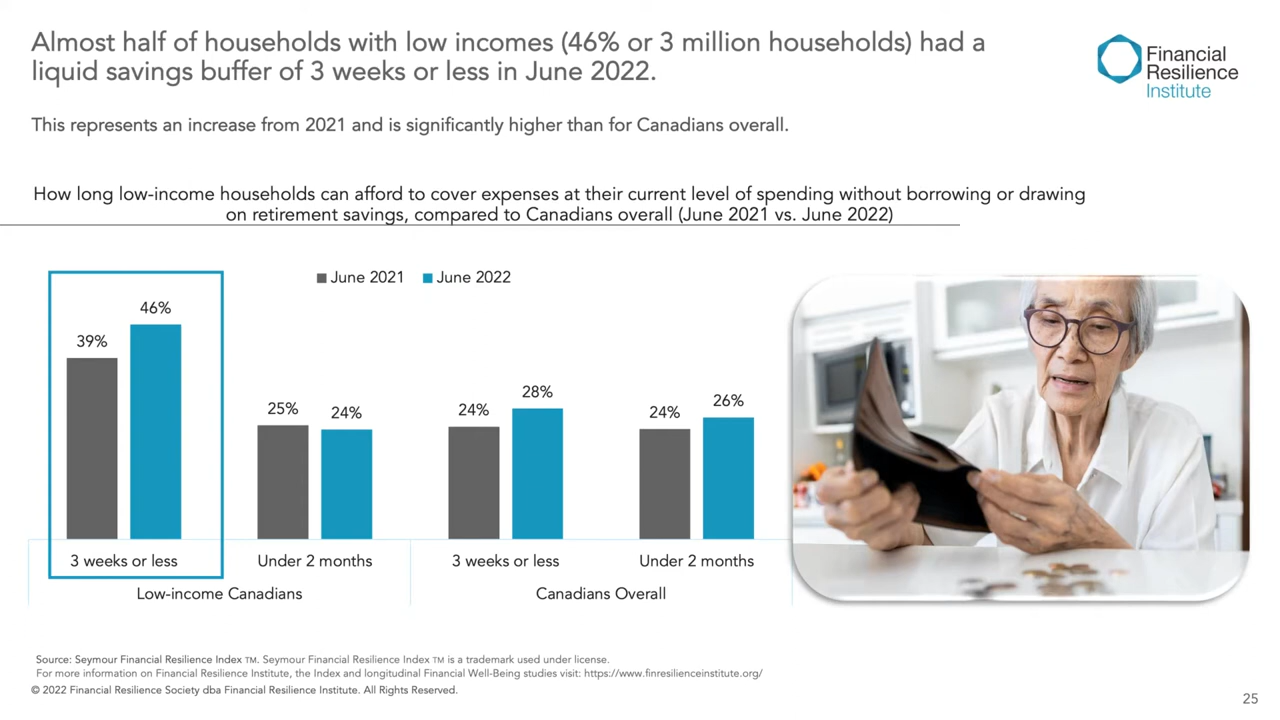 Almost half of households with low incomes (46% or 3 million households) had a
liquid savings buffer of 3 weeks or less in June 2022.
Financial
Resilience
Institute
This represents an increase from 2021 and is significantly higher than for Canadians overall.
How long low-income households can afford to cover expenses at their current level of spending without borrowing or drawing
on retirement savings, compared to Canadians overall (June 2021 vs. June 2022)
June 2021 June 2022
39% 46%
25% 24%
24% 28%
24% 26%
3 weeks or less Under 2 months 3 weeks or less Under 2 months
Low-income Canadians Canadians Overall
Source: Seymour Financial Resilience Index TM. Seymour Financial Resilience Index TM is a trademark used under license.
For more information on Financial Resilience Institute, the Index and longitudinal Financial Well-Being studies visit: https://www.finresilienceinstitute.org/
© 2022 Financial Resilience Society dba Financial Resilience Institute. All Rights Reserved.
25